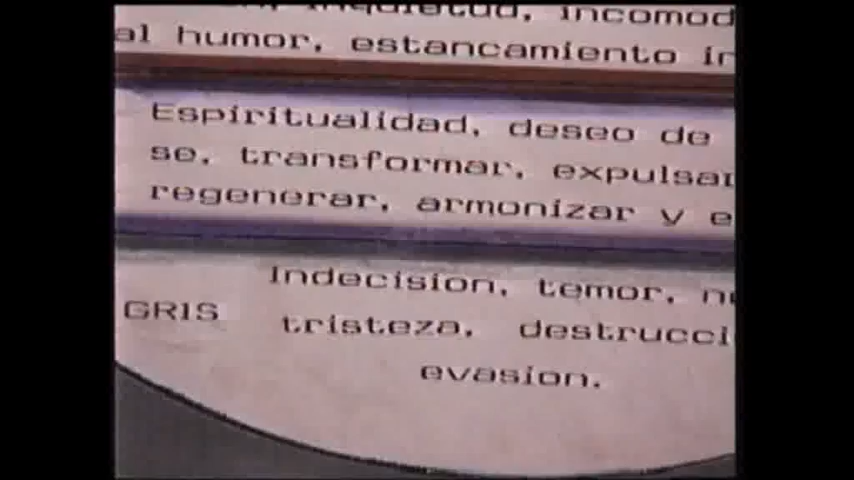 inquietud, incomod
al humor, estancamiento in
Espiritualidad, deseo de
se, transformar, expulsar
regenerar, armonizar y e
Indecision, temor, n
GRIS tristeza, destrucci
evasion.